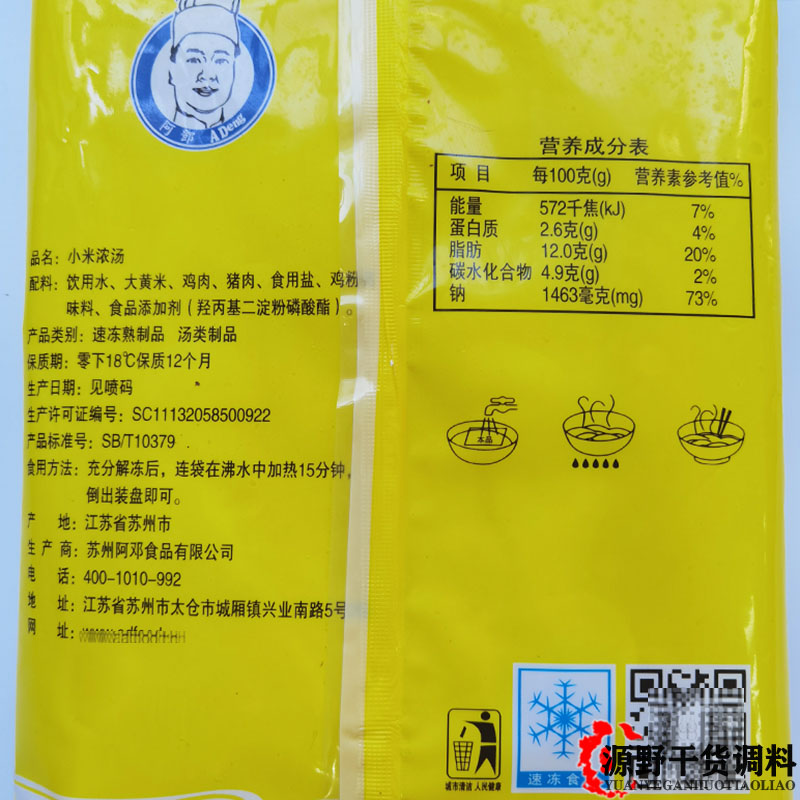 阿鄧 A Deng
品名：小米浓汤
配料：饮用水、大黄米、鸡肉、猪肉、食用盐、鸡粉
味料、食品添加剂（羟丙基二淀粉磷酸酯）。
产品类别：速冻熟制品 汤类制品
保质期：零下18℃保质12个月
生产日期：见喷码
生产许可证编号：SC11132058500922
产品标准号：SB/T10379
食用方法：充分解冻后，连袋在沸水中加热15分钟，
倒出装盘即可。
产 地：江苏省苏州市
生产商：苏州阿邓食品有限公司
电 话：400-1010-992
地 址：江苏省苏州市太仓市城厢镇兴业南路5号
网 址：
营养成分表
项目 每100克(g) 营养素参考值%
能量 572千焦(kJ) 7%
蛋白质 2.6克(g) 4%
脂肪 12.0克(g) 20%
碳水化合物 4.9克(g) 2%
钠 1463毫克(mg) 73%
本品
城市清洁 人民健康
速冻食
源野干货调料
YUANYEGANHUOTIAOLIAO